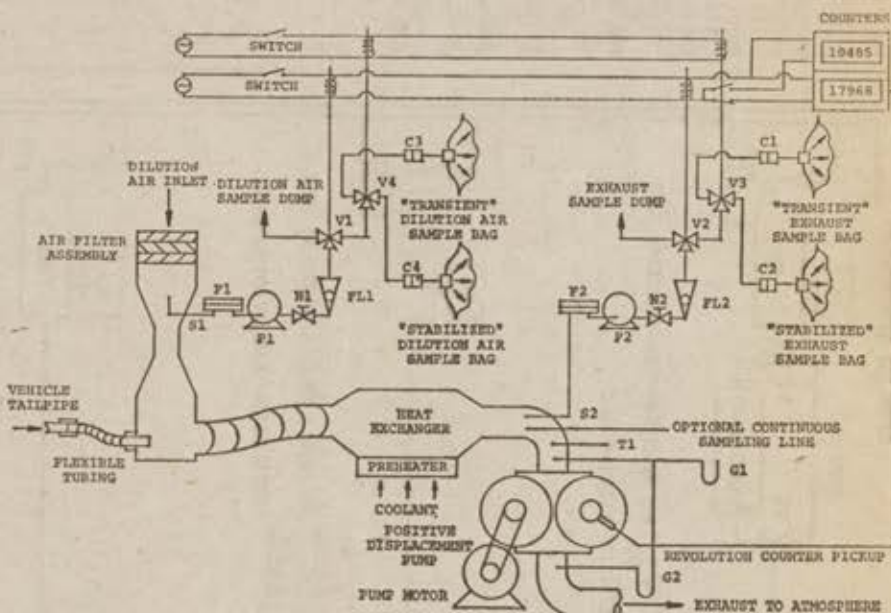 COUNTERS
SWITCH
10485
SWITCH
17968
C3
C1
DILUTION
AIR INLET
DILUTION AIR
SAMPLE DUMP
V4
EXHAUST
SAMPLE DUMP
V3
V1
"TRANSIENT"
DILUTION AIR
SAMPLE BAG
V2
"TRANSIENT"
EXHAUST
SAMPLE BAG
AIR FILTER
ASSEMBLY
C4
C2
F1
N1
FL1
F2
N2
FL2
S1
P1
P2
"STABILIZED"
DILUTION AIR
SAMPLE BAG
"STABILIZED"
EXHAUST
SAMPLE BAG
VEHICLE
TAILPIPE
HEAT
EXCHANGER
S2
OPTIONAL CONTINUOUS
SAMPLING LINE
T1
FLEXIBLE
TUBING
PREHEATER
G1
COOLANT
POSITIVE
DISPLACEMENT
PUMP
REVOLUTION COUNTER PICKUP
G2
PUMP MOTOR
EXHAUST TO ATMOSPHERE